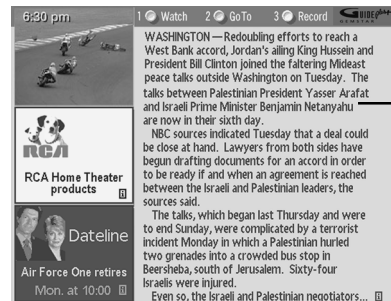 6:30 pm
1 Watch 2 GoTo 3 Record GUIDE plus+
GEMSTAR
WASHINGTON — Redoubling efforts to reach a
West Bank accord, Jordan's ailing King Hussein and
President Bill Clinton joined the faltering Mideast
peace talks outside Washington on Tuesday. The
talks between Palestinian President Yasser Arafat
and Israeli Prime Minister Benjamin Netanyahu
are now in their sixth day.
NBC sources indicated Tuesday that a deal could
be close at hand. Lawyers from both sides have
begun drafting documents for an accord in order
to be ready if and when an agreement is reached
between the Israeli and Palestinian leaders, the
sources said.
The talks, which began last Thursday and were
to end Sunday, were complicated by a terrorist
incident Monday in which a Palestinian hurled
two grenades into a crowded bus stop in
Beersheba, south of Jerusalem. Sixty-four
Israelis were injured.
Even so, the Israeli and Palestinian negotiators...
RCA
RCA Home Theater
products
Dateline
Air Force One retires
Mon. at 10:00